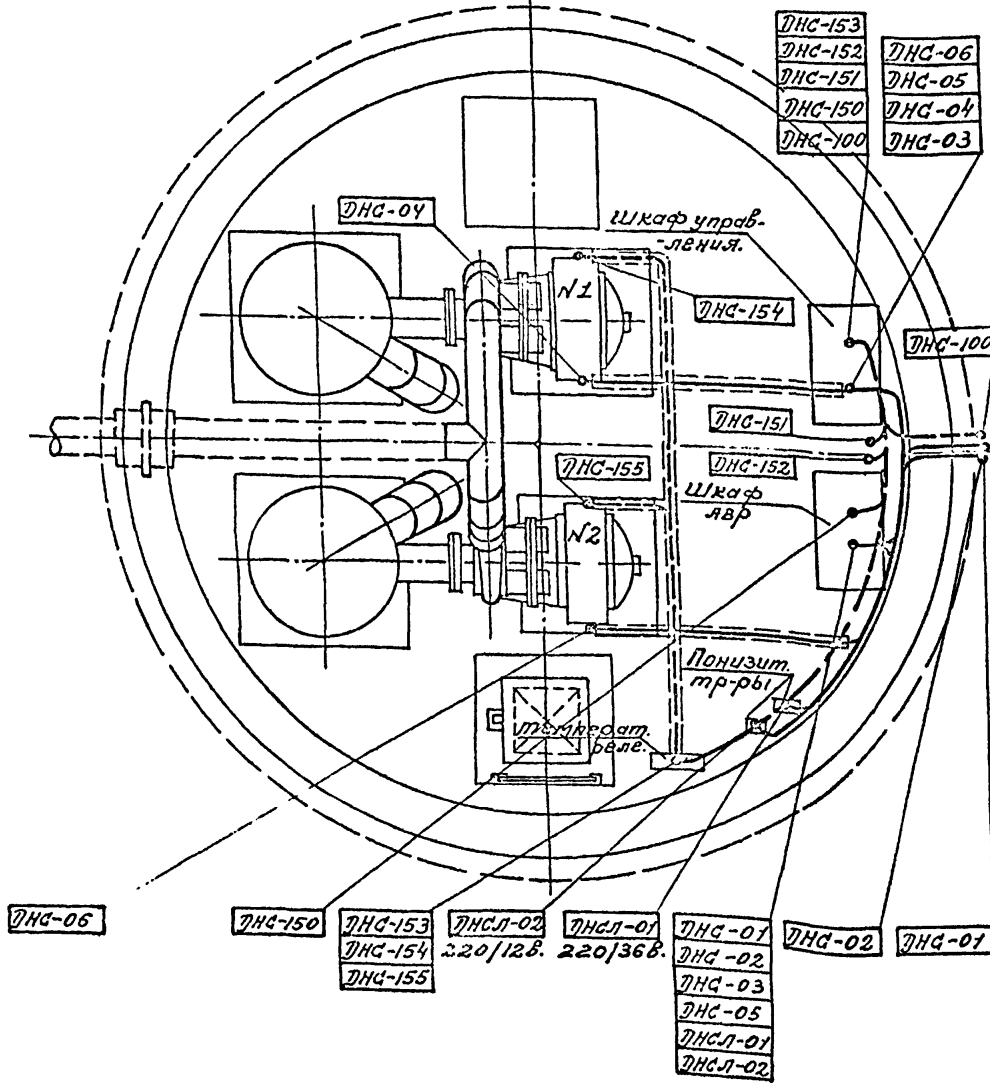 ДНС-153
ДНС-152
ДНС-151
ДНС-150
ДНС-100
ДНС-06
ДНС-05
ДНС-04
ДНС-03
ДНС-04
Шкаф управ-
-ления.
N1
ДНС-154
ДНС-100
ДНС-151
ДНС-152
ДНС-155
Шкаф
АВР
N2
Понизит.
тр-ры
температ.
реле.
ДНС-06
ДНС-150
ДНС-153
ДНС-154
ДНС-155
ДНСЛ-02
220/12в.
ДНСЛ-01
220/36в.
ДНС-01
ДНС-02
ДНС-03
ДНС-05
ДНСЛ-01
ДНСЛ-02
ДНС-02
ДНС-01